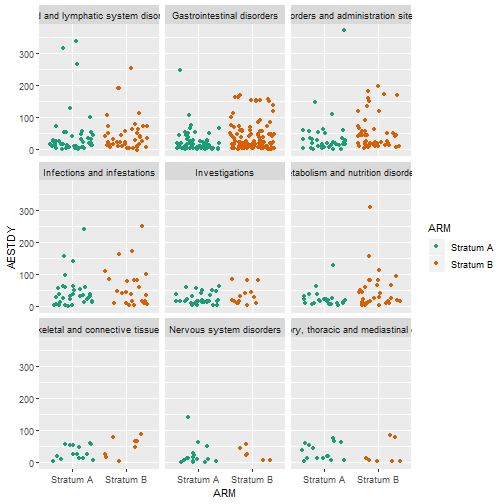 and lymphatic system disor
Gastrointestinal disorders
orders and administration site
300
200
100
0
Infections and infestations
Investigations
etabolism and nutrition disorde
300
200
100
0
AESTDY
ARM
Stratum A
Stratum B
keletal and connective tissue
Nervous system disorders
ory, thoracic and mediastinal
300
200
100
0
Stratum A Stratum B Stratum A Stratum B Stratum A Stratum B
ARM